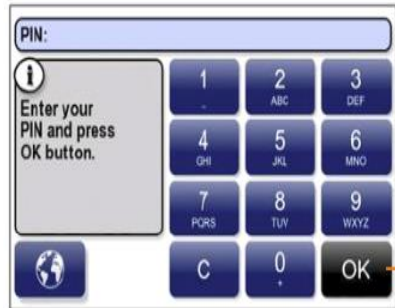 PIN:
i
Enter your
PIN and press
OK button.
1
-
2
ABC
3
DEF
4
GHI
5
JKL
6
MNO
7
PQRS
8
TUV
9
WXYZ
C
0
+
OK